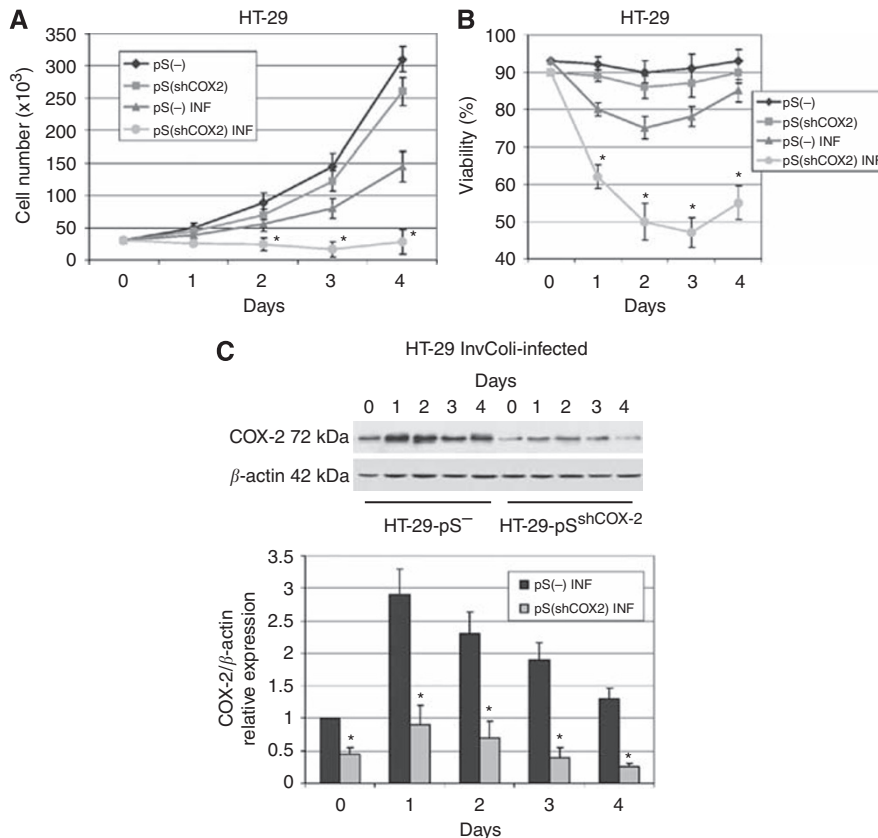 A
HT-29
350
300
250
200
150
100
50
0
Cell number (x10³)
pS(–)
pS(shCOX2)
pS(–) INF
pS(shCOX2) INF
* * *
0 1 2 3 4
Days
B
HT-29
100
90
80
70
60
50
40
Viability (%)
pS(–)
pS(shCOX2)
pS(–) INF
pS(shCOX2) INF
* * * *
0 1 2 3 4
Days
C
HT-29 InvColi-infected
Days
0 1 2 3 4 0 1 2 3 4
COX-2 72 kDa
β-actin 42 kDa
HT-29-pS⁻ HT-29-pSshCOX-2
3.5
3
2.5
2
1.5
1
0.5
0
COX-2/β-actin
relative expression
pS(–) INF
pS(shCOX2) INF
* * * * *
0 1 2 3 4
Days